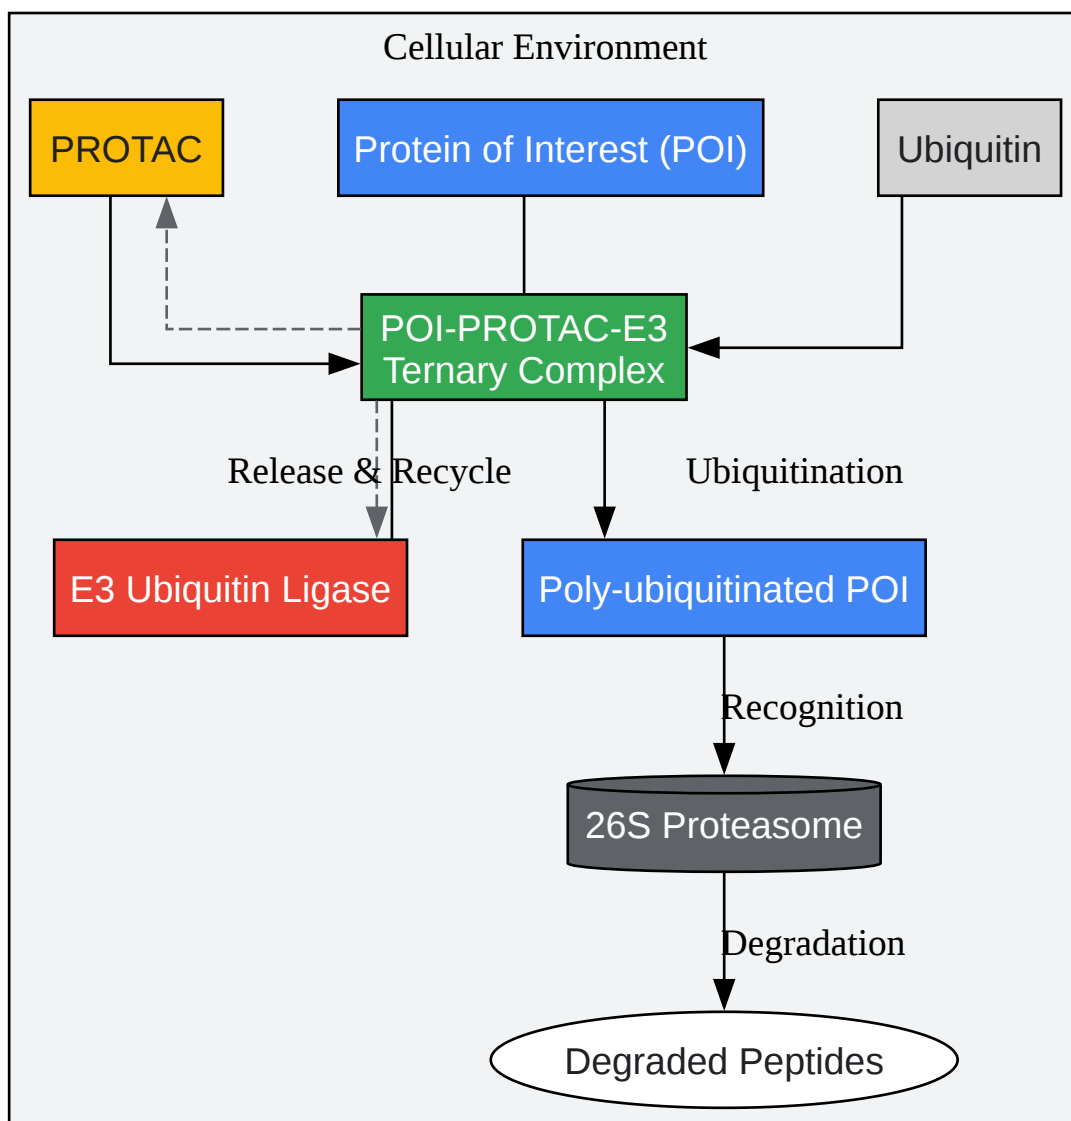 Cellular Environment
PROTAC
Protein of Interest (POI)
Ubiquitin
POI-PROTAC-E3
Ternary Complex
Release & Recycle
Ubiquitination
E3 Ubiquitin Ligase
Poly-ubiquitinated POI
Recognition
26S Proteasome
Degradation
Degraded Peptides